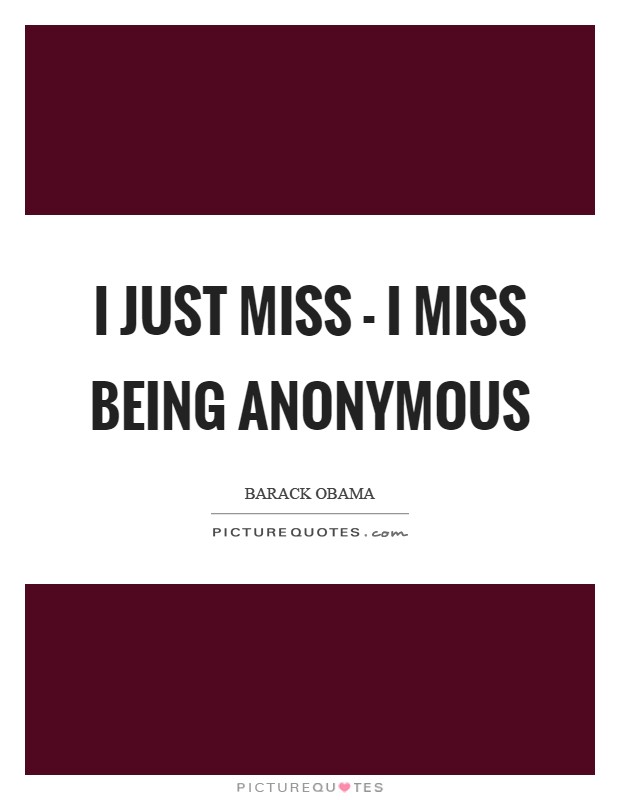 I JUST MISS - I MISS
BEING ANONYMOUS
BARACK OBAMA
PICTUREQUOTES.com
PICTUREQUOTES